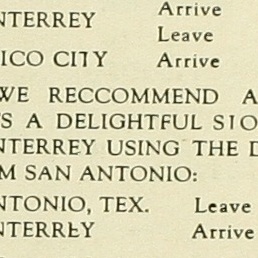 Arrive
NTERREY
Leave
ICO CITY Arrive
WE RECCOMMEND A
S A DELIGHTFUL STO
NTERREY USING THE D
M SAN ANTONIO:
NTONIO, TEX. Leave
NTERREY Arrive